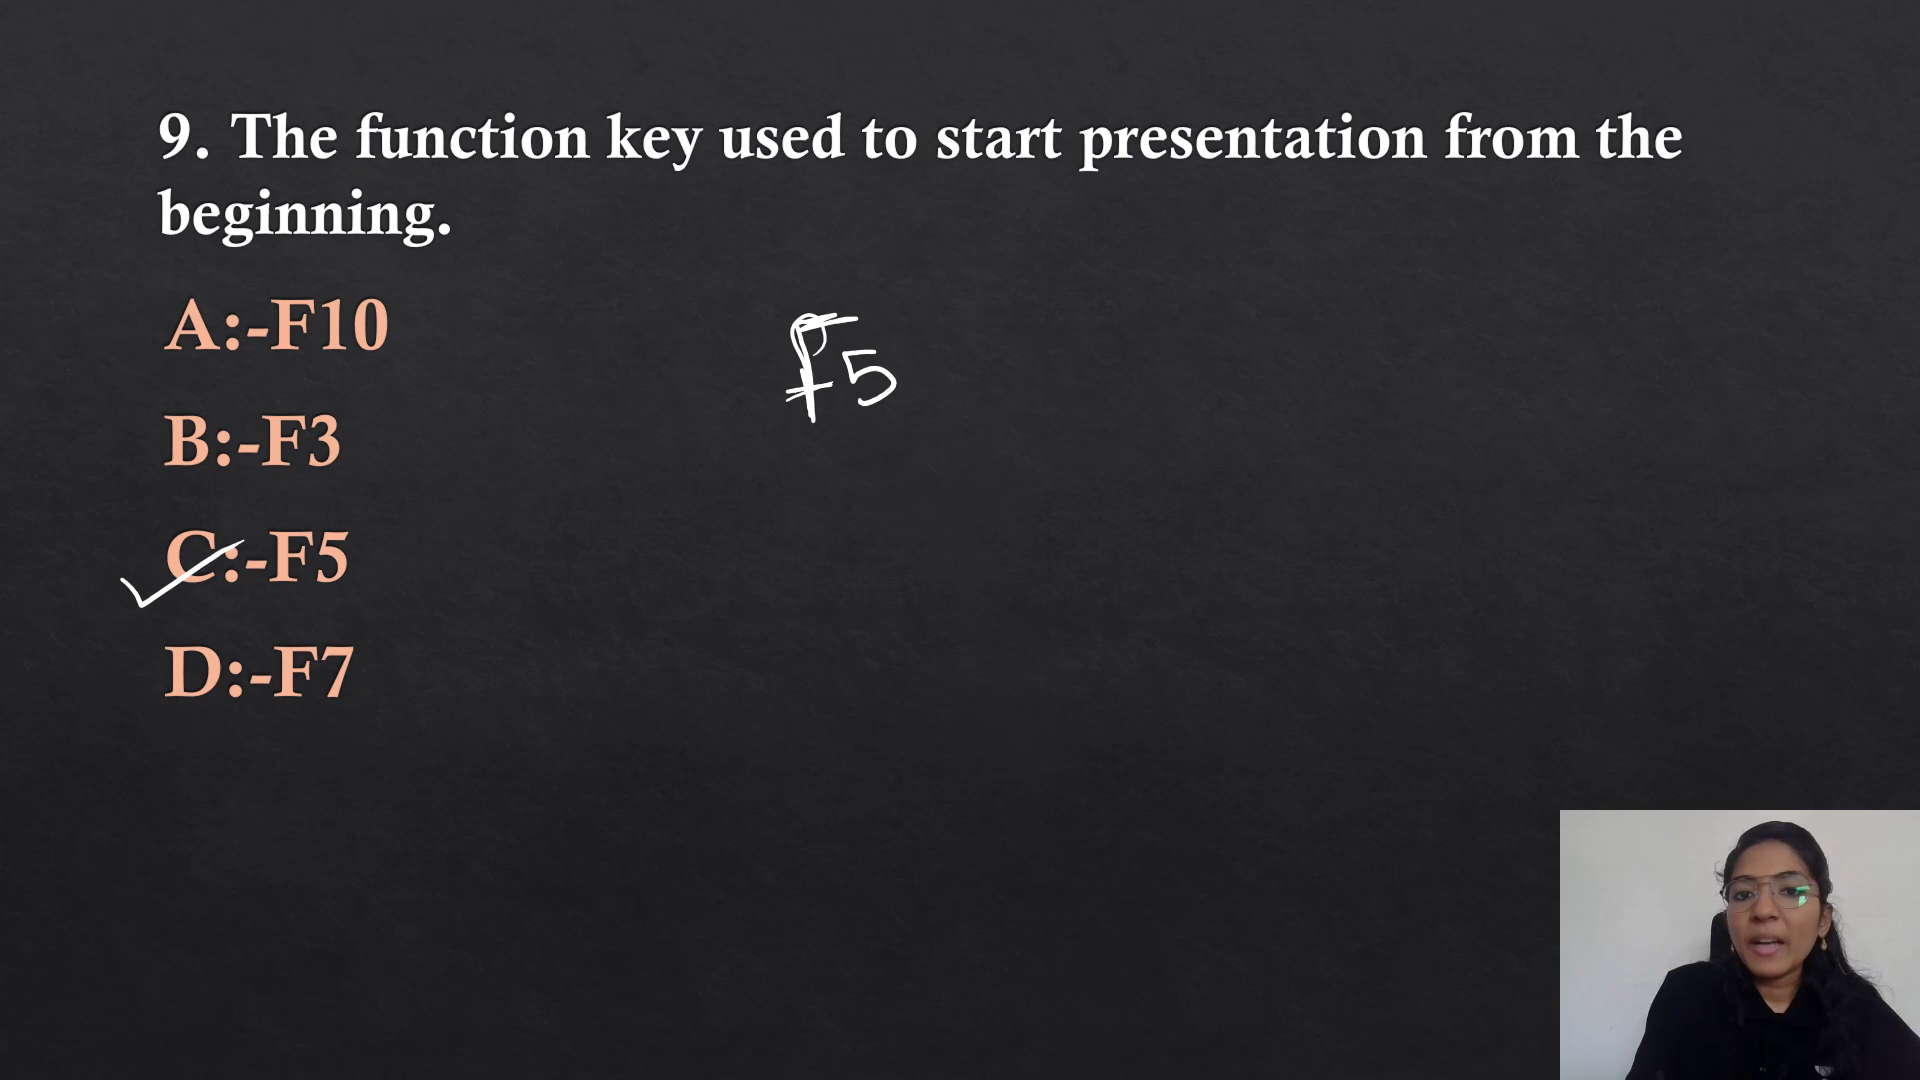 9. The function key used to start presentation from the
beginning.
A:-F10
F5
B:-F3
C:-F5
D:-F7